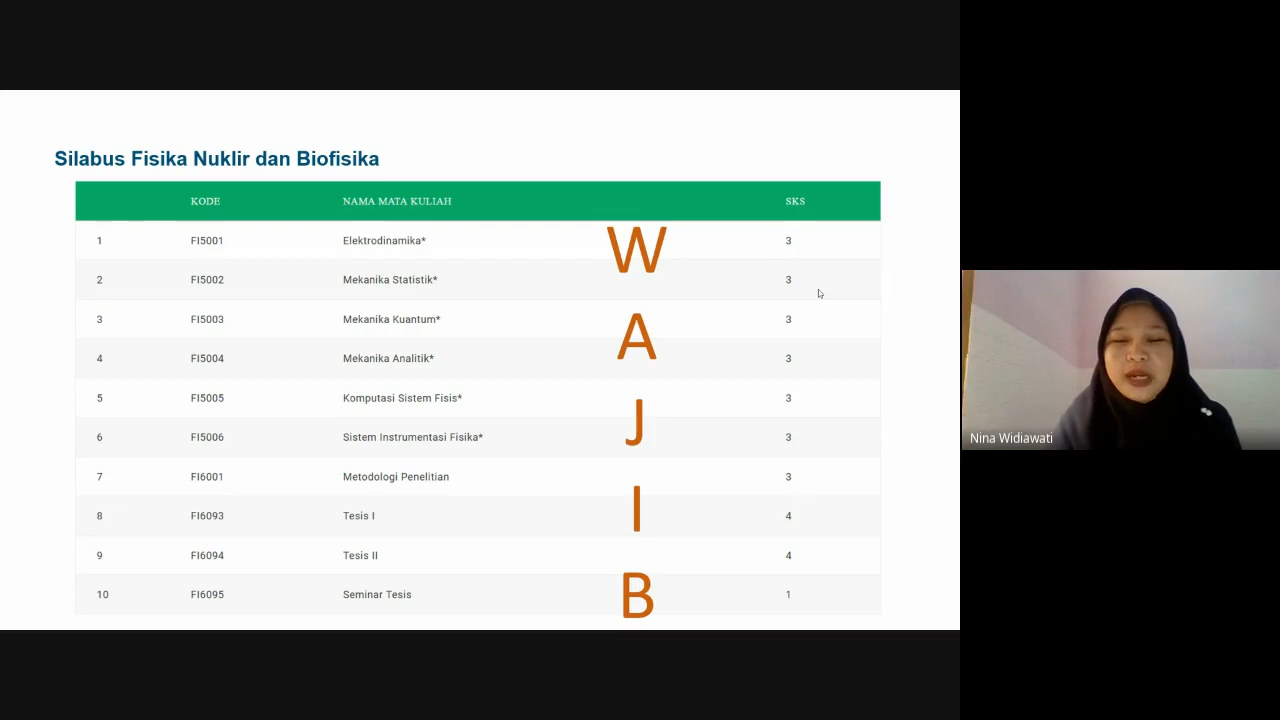 Silabus Fisika Nuklir dan Biofisika
KODE NAMA MATA KULIAH SKS
1 FI5001 Elektrodinamika* 3
2 FI5002 Mekanika Statistik* 3
3 FI5003 Mekanika Kuantum* 3
4 FI5004 Mekanika Analitik* 3
5 FI5005 Komputasi Sistem Fisis* 3
6 FI5006 Sistem Instrumentasi Fisika* 3
7 FI6001 Metodologi Penelitian 3
8 FI6093 Tesis I 4
9 FI6094 Tesis II 4
10 FI6095 Seminar Tesis 1
W
A
J
I
B
Nina Widiawati